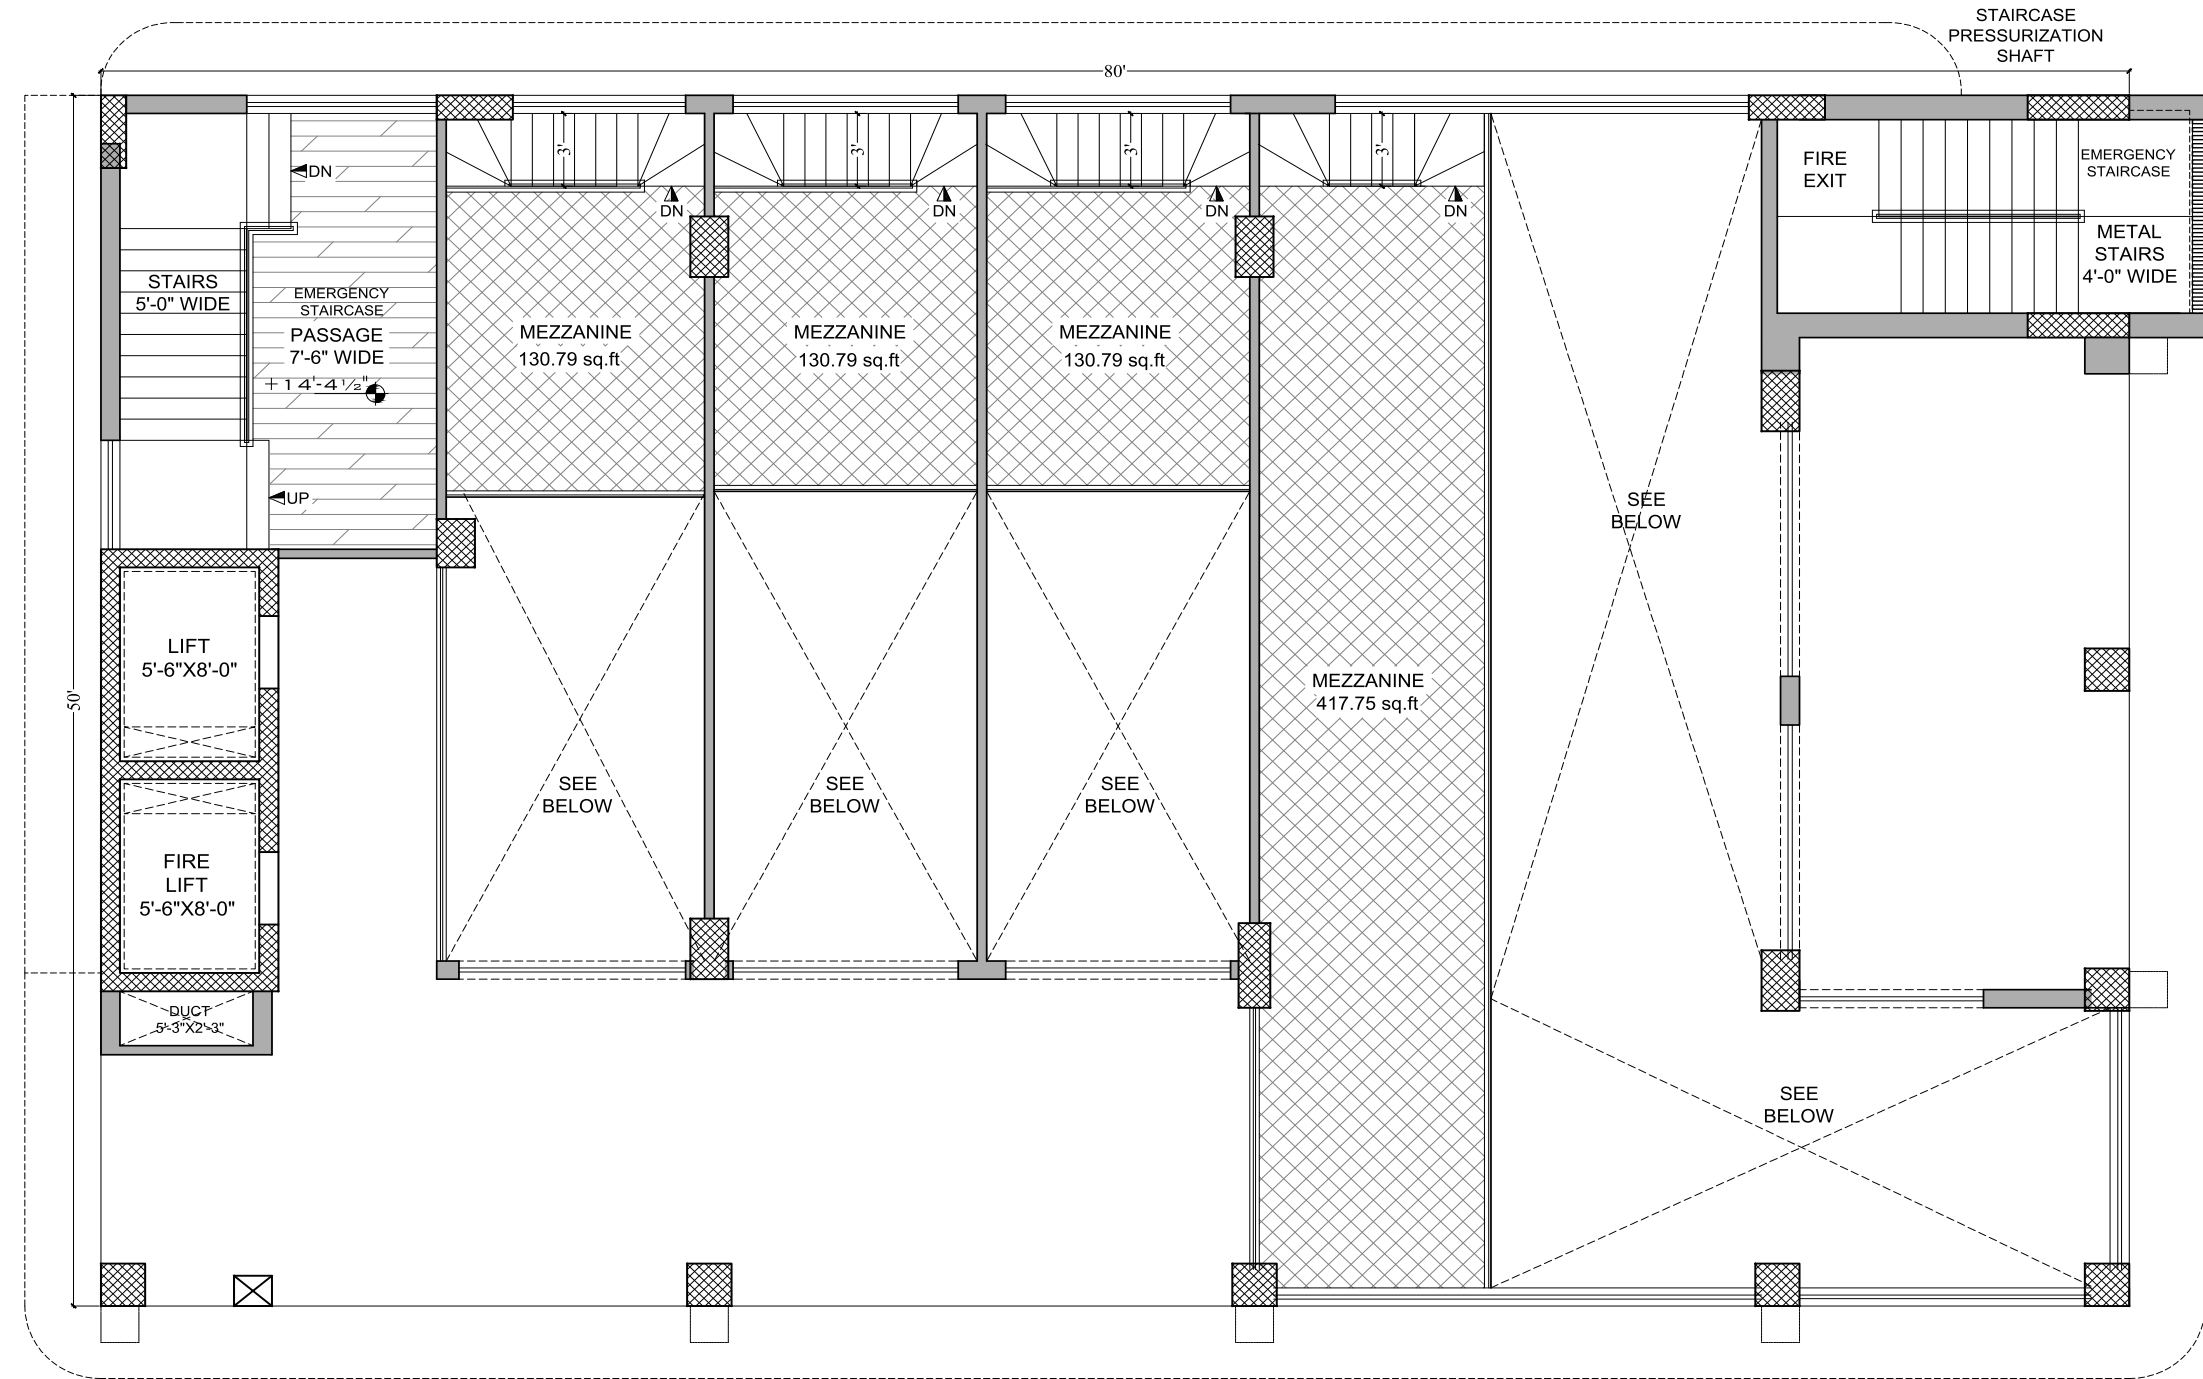 STAIRCASE
PRESSURIZATION
SHAFT
80'
50'
DN
3'
3'
3'
3'
FIRE
EXIT
EMERGENCY
STAIRCASE
DN
DN
DN
DN
METAL
STAIRS
4'-0" WIDE
STAIRS
5'-0" WIDE
EMERGENCY
STAIRCASE
PASSAGE
7'-6" WIDE
+14'-4½"
MEZZANINE
130.79 sq.ft
MEZZANINE
130.79 sq.ft
MEZZANINE
130.79 sq.ft
UP
SEE
BELOW
LIFT
5'-6"X8'-0"
MEZZANINE
417.75 sq.ft
SEE
BELOW
SEE
BELOW
SEE
BELOW
FIRE
LIFT
5'-6"X8'-0"
DUCT
5'-3"X2'-3"
SEE
BELOW